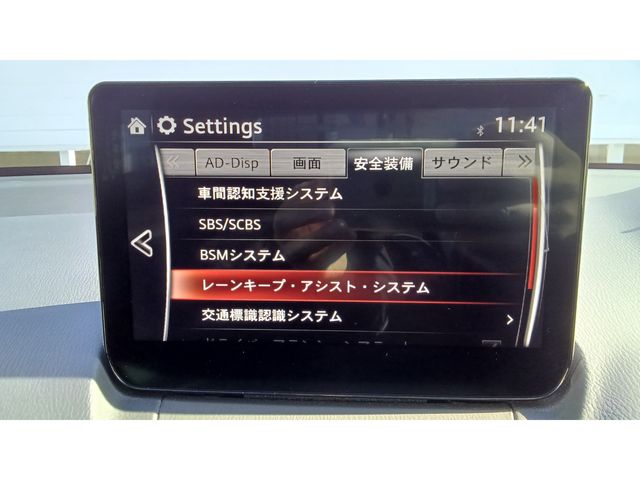 Settings
11:41
AD-Disp 画面 安全装備 サウンド
車間認知支援システム
SBS/SCBS
BSMシステム
レーンキープ・アシスト・システム
交通標識認識システム